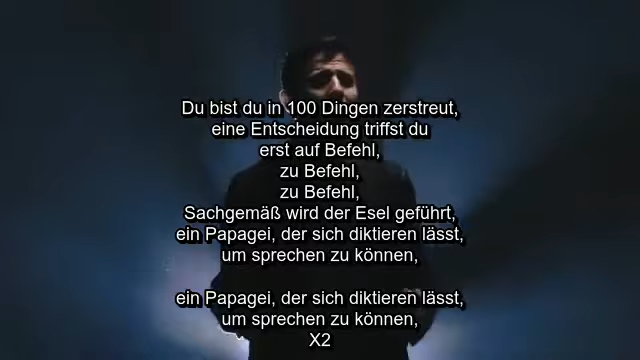 Du bist du in 100 Dingen zerstreut,
eine Entscheidung triffst du
erst auf Befehl,
zu Befehl,
zu Befehl,
Sachgemäß wird der Esel geführt,
ein Papagei, der sich diktieren lässt,
um sprechen zu können,
ein Papagei, der sich diktieren lässt,
um sprechen zu können,
X2